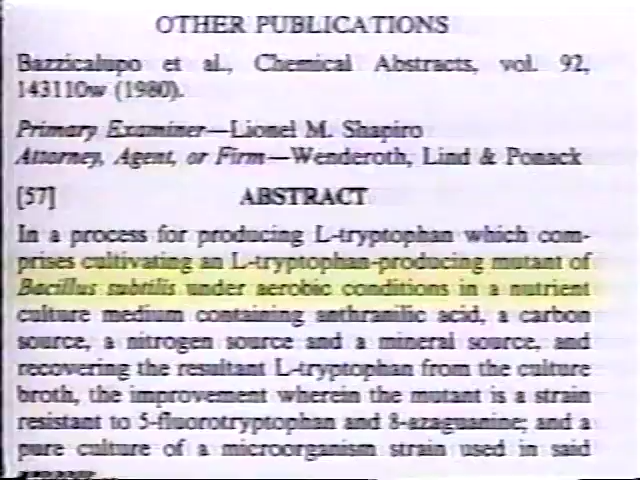 OTHER PUBLICATIONS
Bazzicalupo et al., Chemical Abstracts, vol. 92,
143110w (1980).
Primary Examiner—Lionel M. Shapiro
Attorney, Agent, or Firm—Wenderoth, Lind & Ponack
[57] ABSTRACT
In a process for producing L-tryptophan which com-
prises cultivating an L-tryptophan-producing mutant of
Bacillus subtilis under aerobic conditions in a nutrient
culture medium containing anthranilic acid, a carbon
source, a nitrogen source and a mineral source, and
recovering the resultant L-tryptophan from the culture
broth, the improvement wherein the mutant is a strain
resistant to 5-fluorotryptophan and 8-azaguanine; and a
pure culture of a microorganism strain used in said